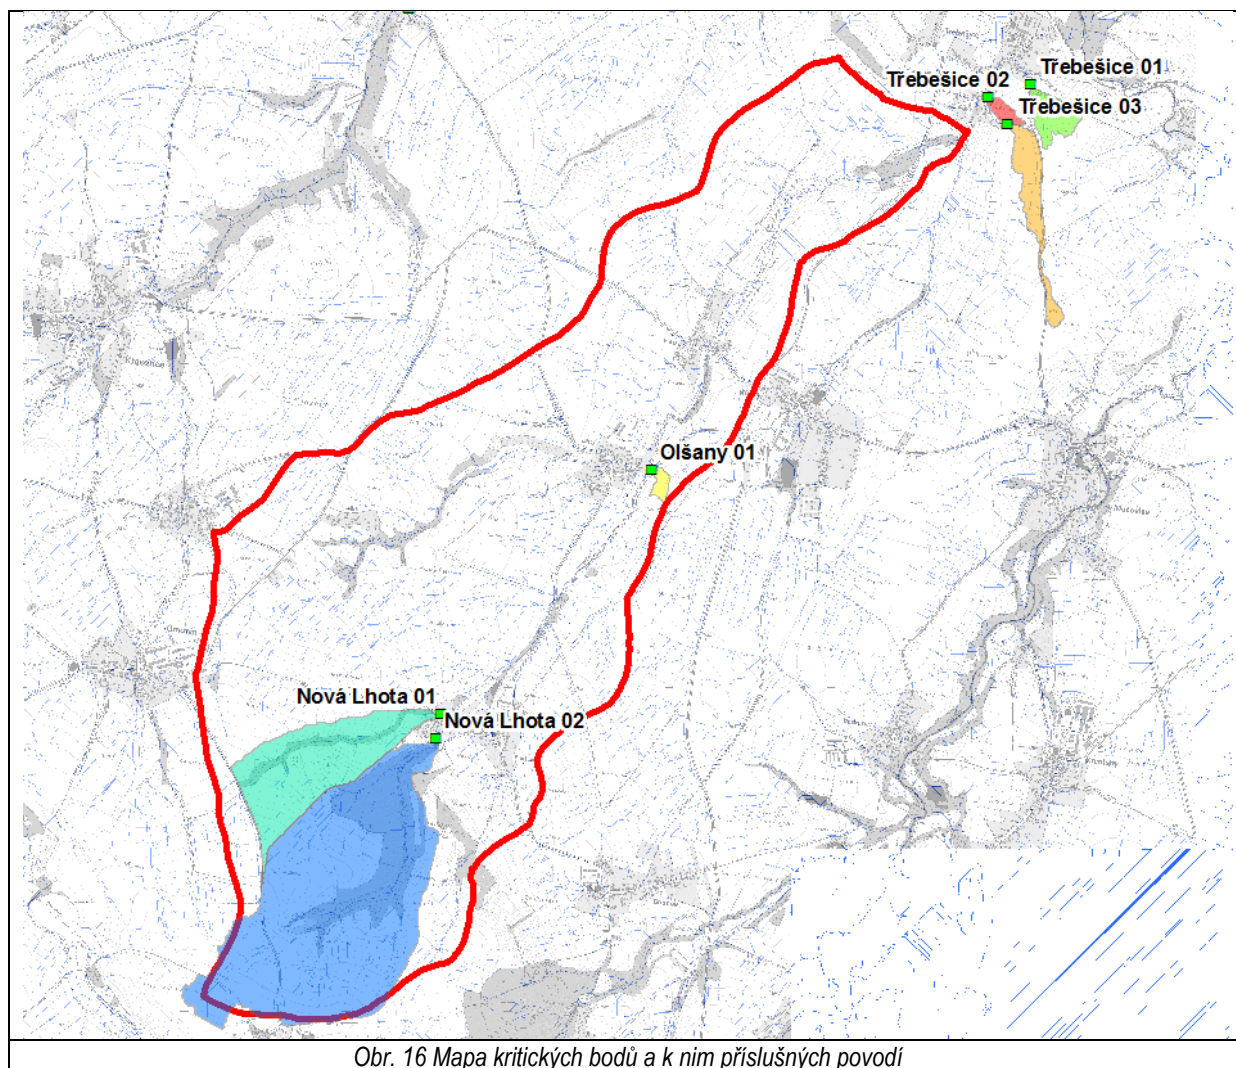 Třebešice 01
Třebešice 02
Třebešice 03
Olšany 01
Nová Lhota 01
Nová Lhota 02
Obr. 16 Mapa kritických bodů a k nim příslušných povodí